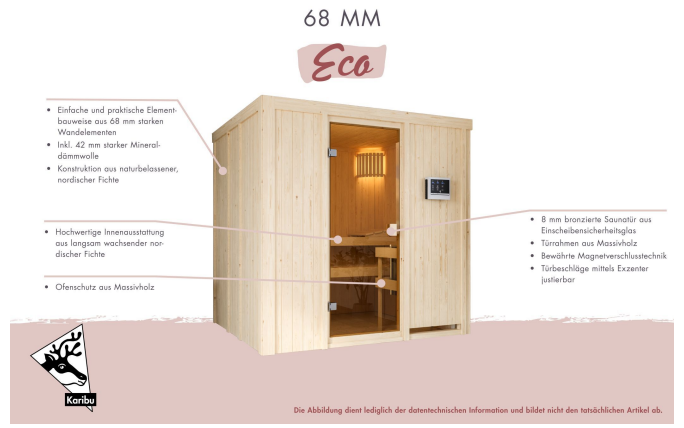 68 MM
Eco
• Einfache und praktische Element-
bauweise aus 68 mm starken
Wandelementen
• Inkl. 42 mm starker Mineral-
dämmwolle
• Konstruktion aus naturbelassener,
nordischer Fichte
• Hochwertige Innenausstattung
aus langsam wachsender nor-
discher Fichte
• Ofenschutz aus Massivholz
• 8 mm bronzierte Saunatür aus
Einscheibensicherheitsglas
• Türrahmen aus Massivholz
• Bewährte Magnetverschlusstechnik
• Türbeschläge mittels Exzenter
justierbar
Karibu
Die Abbildung dient lediglich der datentechnischen Information und bildet nicht den tatsächlichen Artikel ab.